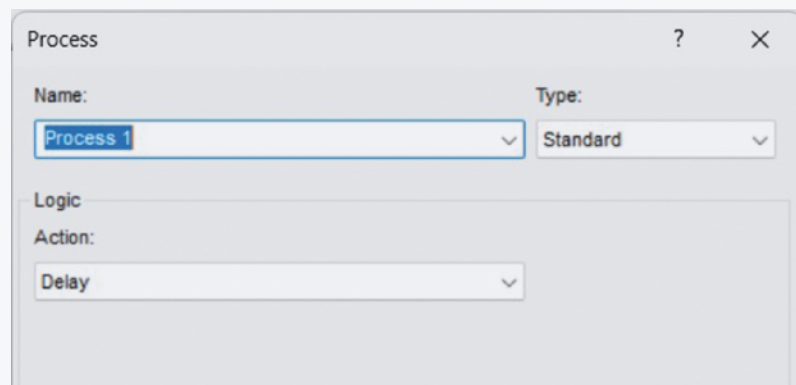 Process ?
Name: Type:
Process 1 Standard
Logic
Action:
Delay